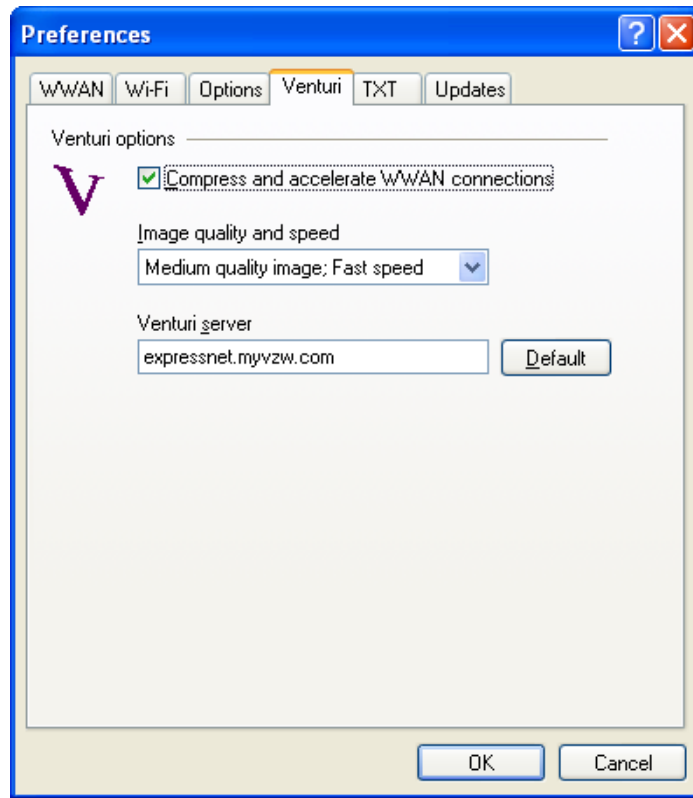 Preferences
WWAN Wi-Fi Options Venturi TXT Updates
Venturi options
V
Compress and accelerate WWAN connections
Image quality and speed
Medium quality image; Fast speed
Venturi server
expressnet.myvzw.com Default
OK Cancel